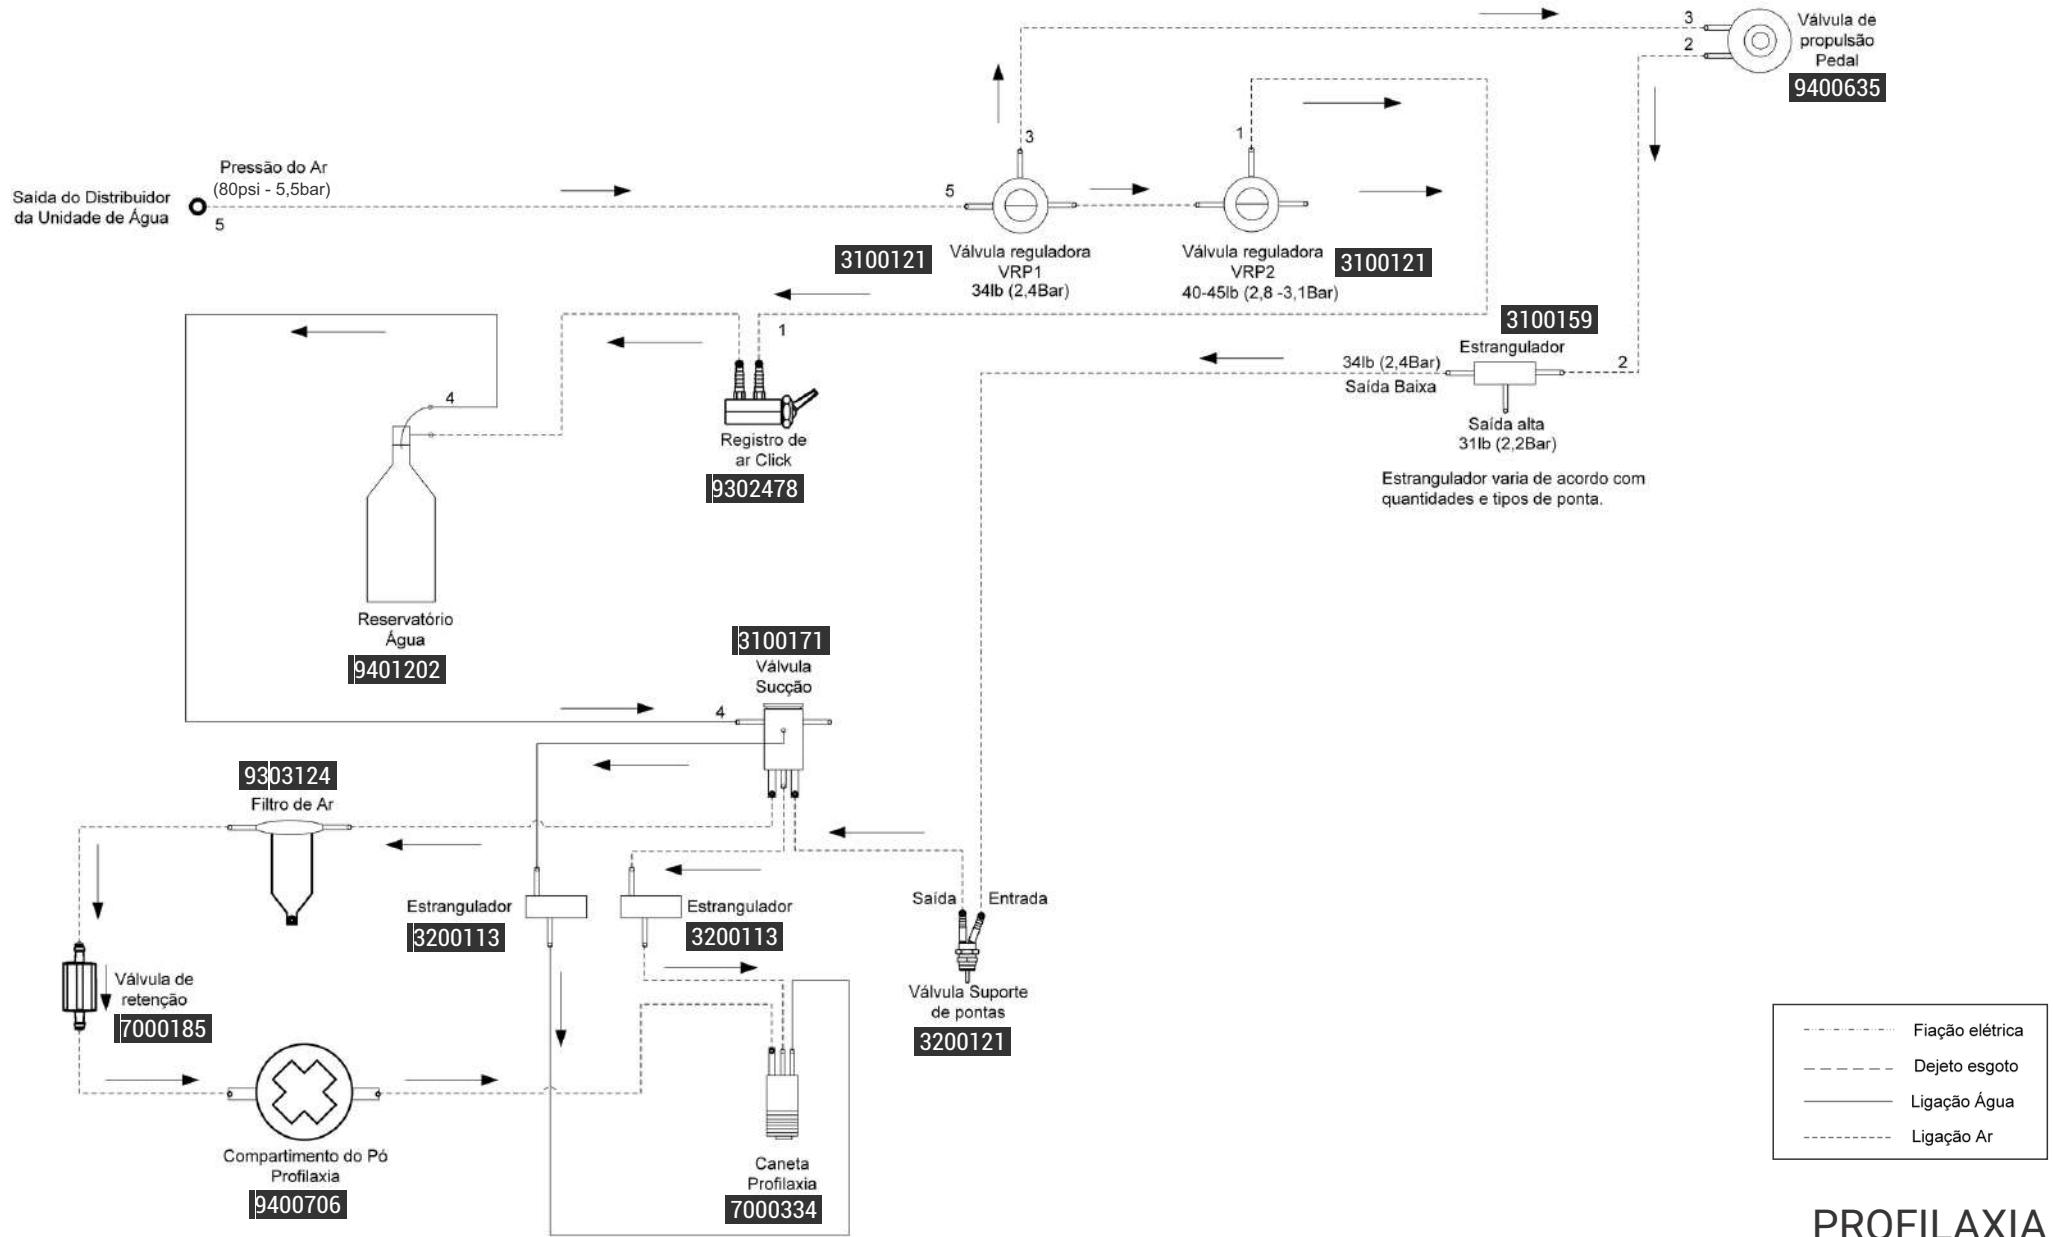 3
Válvula de
propulsão
Pedal
2
9400635
3
1
Pressão do Ar
(80psi - 5,5bar)
Saída do Distribuidor
da Unidade de Água
5
5
3100121
Válvula reguladora
VRP1
34lb (2,4Bar)
Válvula reguladora
VRP2
40-45lb (2,8 -3,1Bar)
3100121
1
3100159
Estrangulador
34lb (2,4Bar)
Saída Baixa
2
Saída alta
31lb (2,2Bar)
Estrangulador varia de acordo com
quantidades e tipos de ponta.
4
Registro de
ar Click
9302478
Reservatório
Água
9401202
3100171
Válvula
Sucção
4
9303124
Filtro de Ar
Estrangulador
3200113
Estrangulador
3200113
Saída
Entrada
Válvula de
retenção
7000185
Válvula Suporte
de pontas
3200121
Compartimento do Pó
Profilaxia
9400706
Caneta
Profilaxia
7000334
Fiação elétrica
Dejeto esgoto
Ligação Água
Ligação Ar
PROFILAXIA